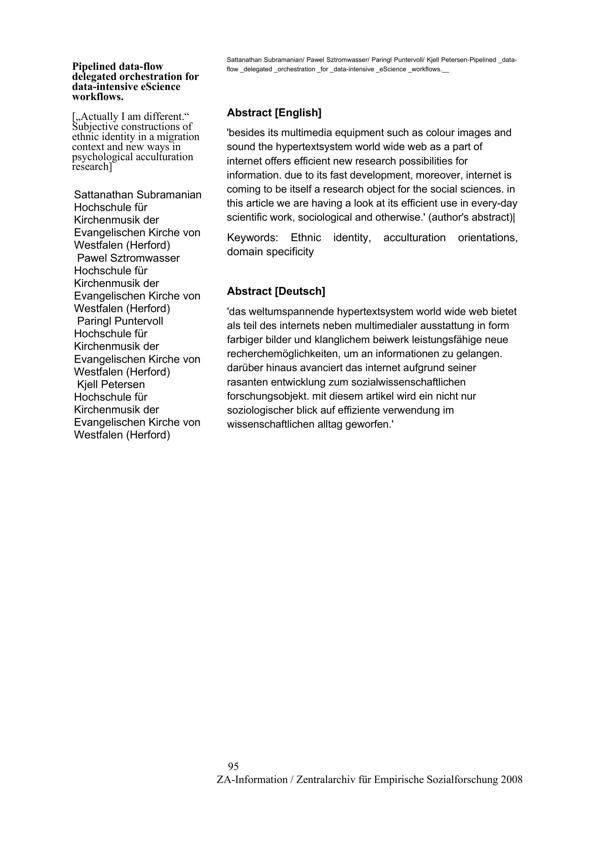 Pipelined data-flow
delegated orchestration for
data-intensive eScience
workflows.
[„Actually I am different.“
Subjective constructions of
ethnic identity in a migration
context and new ways in
psychological acculturation
research]
Sattanathan Subramanian
Hochschule für
Kirchenmusik der
Evangelischen Kirche von
Westfalen (Herford)
Pawel Sztromwasser
Hochschule für
Kirchenmusik der
Evangelischen Kirche von
Westfalen (Herford)
Paringl Puntervoll
Hochschule für
Kirchenmusik der
Evangelischen Kirche von
Westfalen (Herford)
Kjell Petersen
Hochschule für
Kirchenmusik der
Evangelischen Kirche von
Westfalen (Herford)
Sattanathan Subramanian/ Pawel Sztromwasser/ Paringl Puntervoll/ Kjell Petersen-Pipelined _data-
flow _delegated _orchestration _for _data-intensive _eScience _workflows.__
Abstract [English]
'besides its multimedia equipment such as colour images and
sound the hypertextsystem world wide web as a part of
internet offers efficient new research possibilities for
information. due to its fast development, moreover, internet is
coming to be itself a research object for the social sciences. in
this article we are having a look at its efficient use in every-day
scientific work, sociological and otherwise.' (author's abstract)|
Keywords: Ethnic identity, acculturation orientations,
domain specificity
Abstract [Deutsch]
'das weltumspannende hypertextsystem world wide web bietet
als teil des internets neben multimedialer ausstattung in form
farbiger bilder und klanglichem beiwerk leistungsfähige neue
recherchemöglichkeiten, um an informationen zu gelangen.
darüber hinaus avanciert das internet aufgrund seiner
rasanten entwicklung zum sozialwissenschaftlichen
forschungsobjekt. mit diesem artikel wird ein nicht nur
soziologischer blick auf effiziente verwendung im
wissenschaftlichen alltag geworfen.'
95
ZA-Information / Zentralarchiv für Empirische Sozialforschung 2008